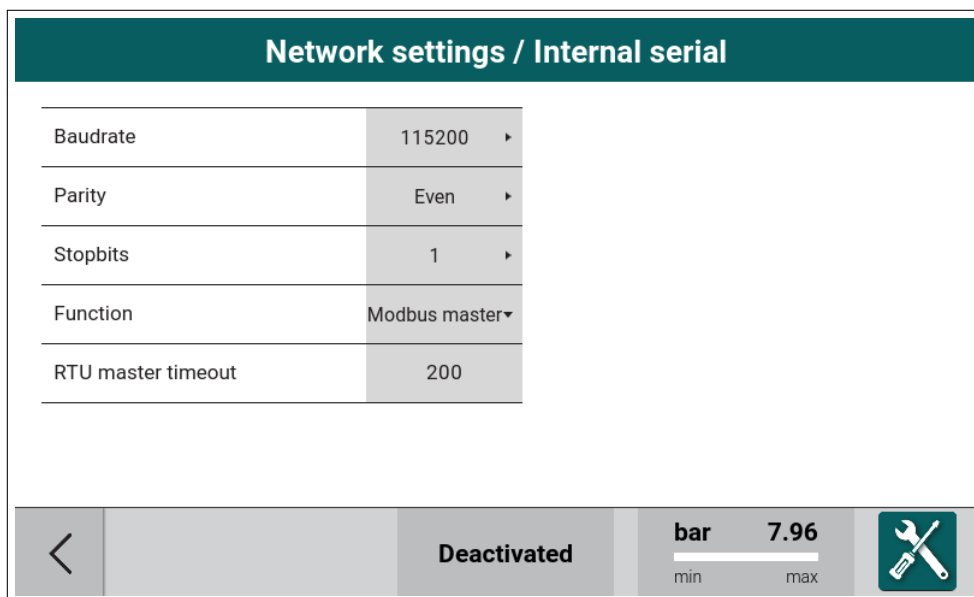 Network settings / Internal serial
Baudrate 115200
Parity Even
Stopbits 1
Function Modbus master
RTU master timeout 200
Deactivated
bar 7.96
min max